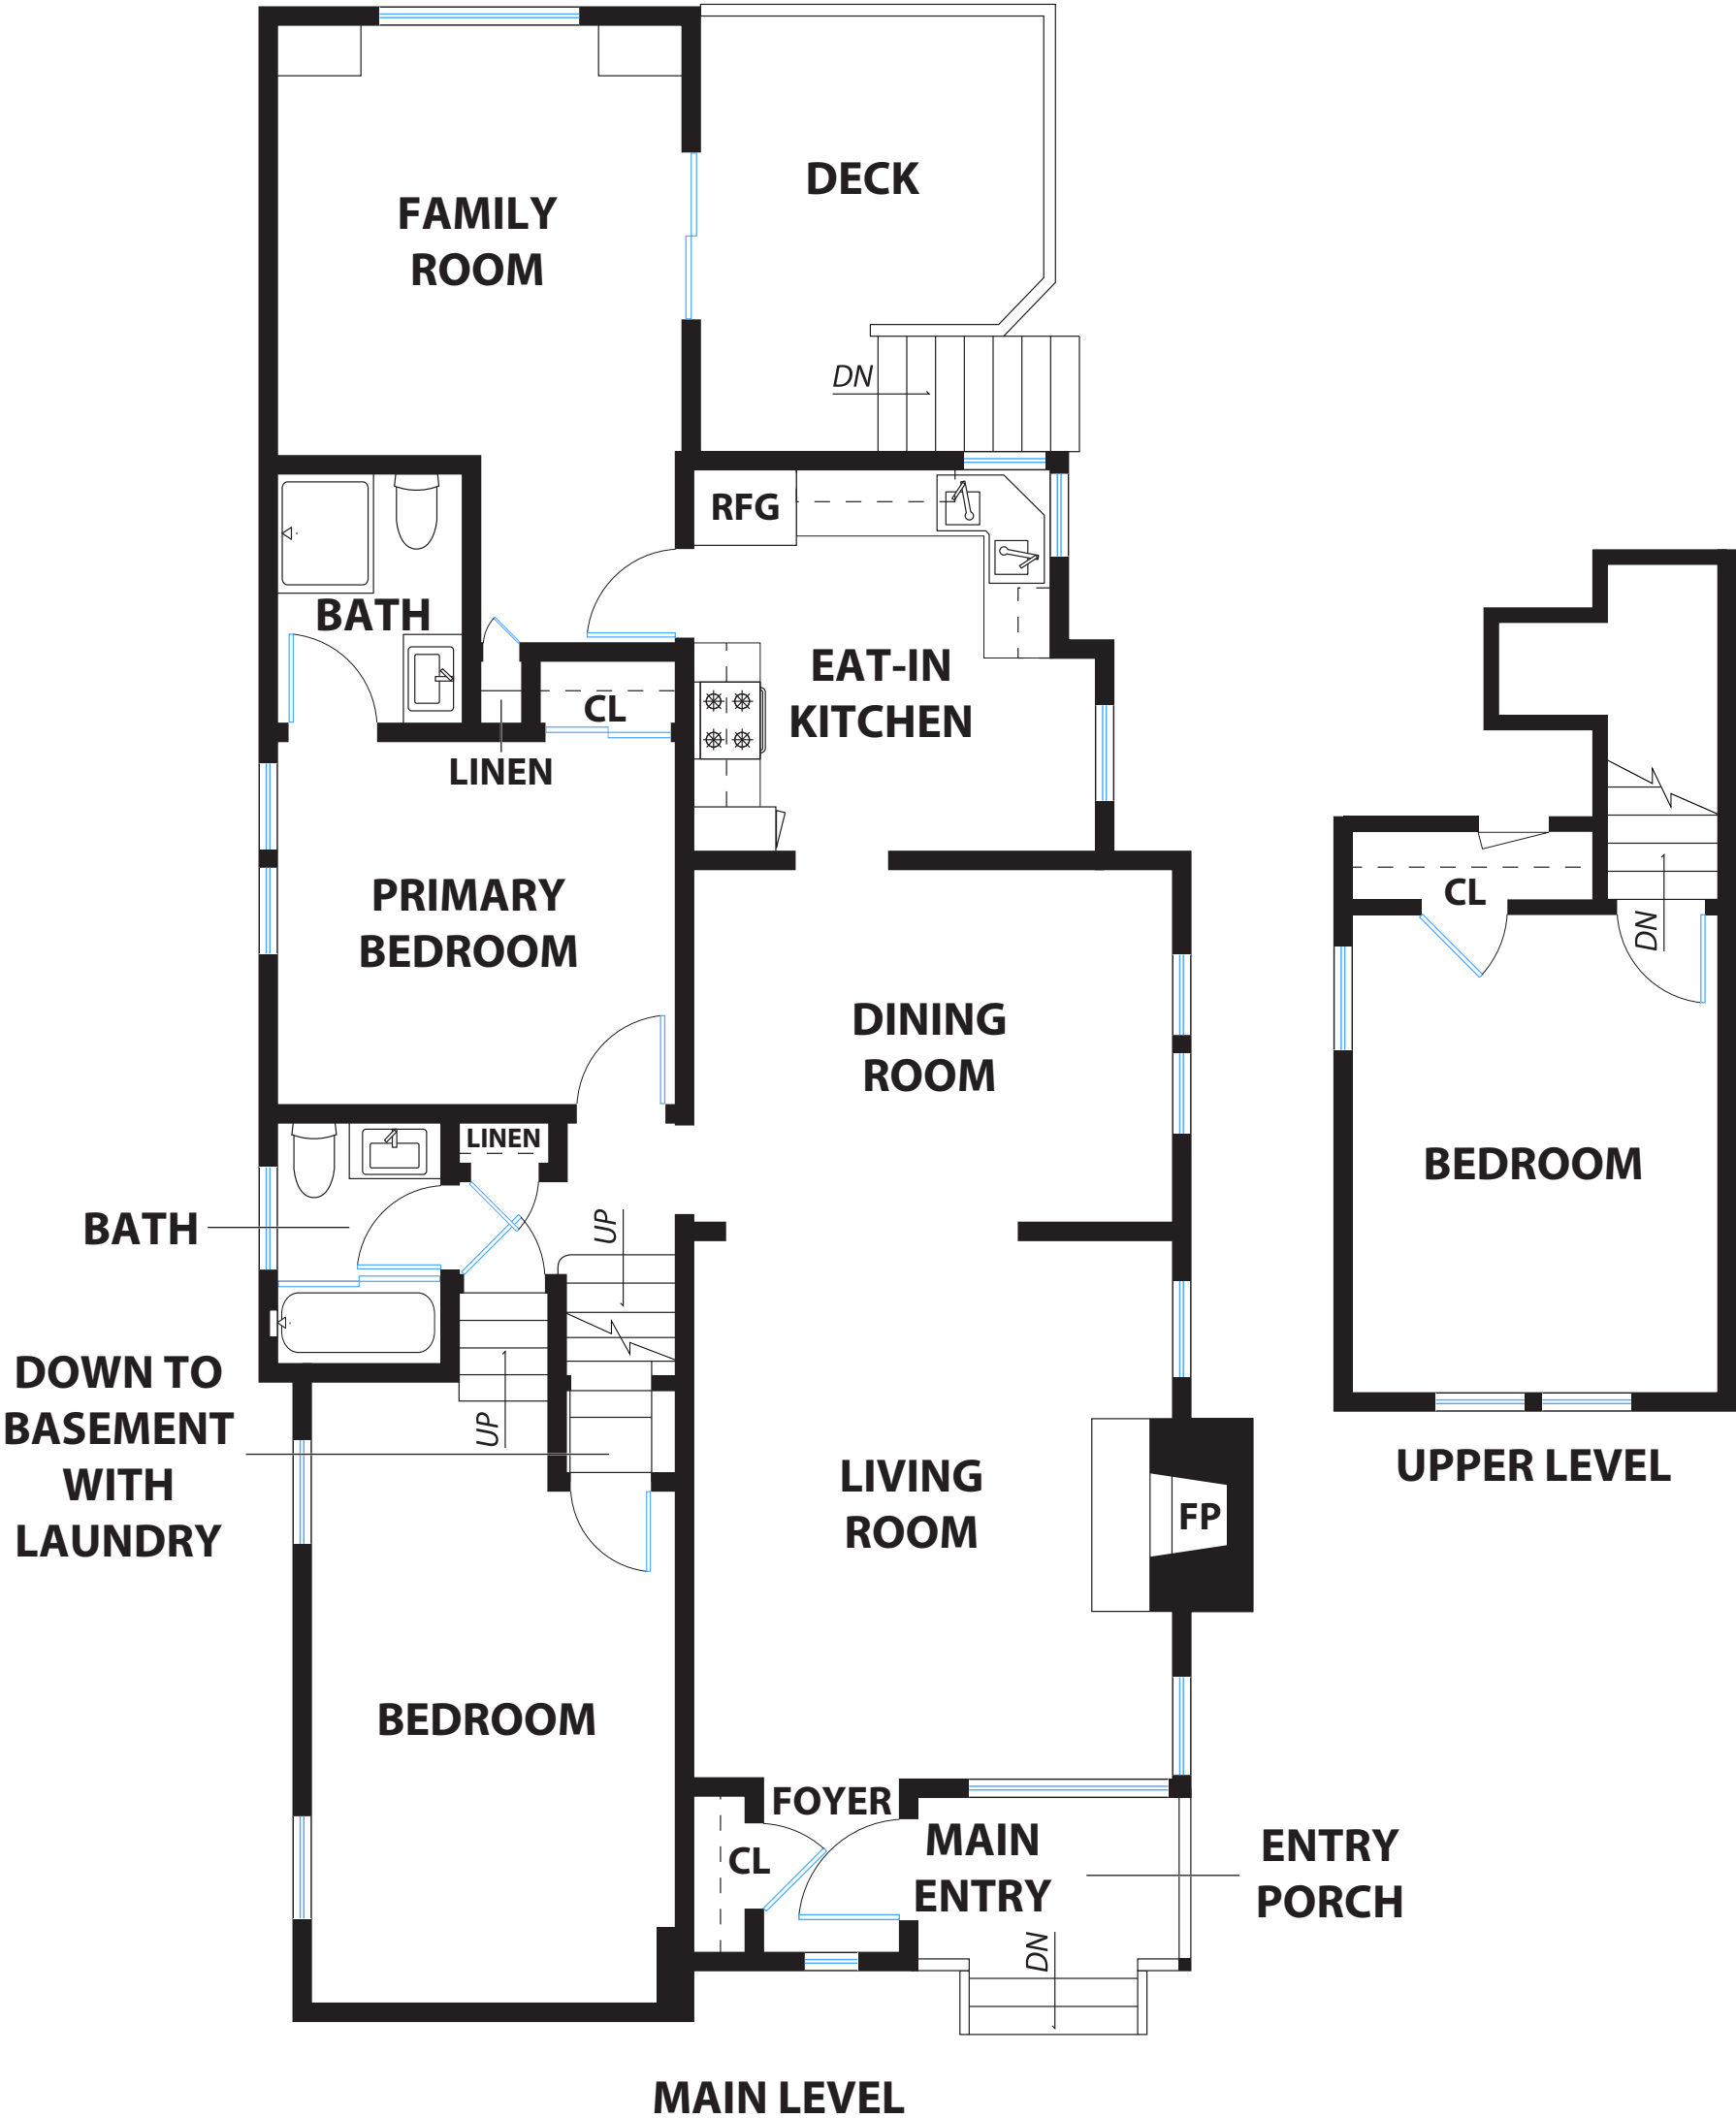 DECK
FAMILY
ROOM
DN
RFG
BATH
EAT-IN
KITCHEN
CL
LINEN
PRIMARY
BEDROOM
CL
DN
DINING
ROOM
LINEN
BEDROOM
BATH
UP
DOWN TO
BASEMENT
WITH
LAUNDRY
UP
UPPER LEVEL
LIVING
ROOM
FP
BEDROOM
FOYER
CL
MAIN
ENTRY
ENTRY
PORCH
DN
MAIN LEVEL